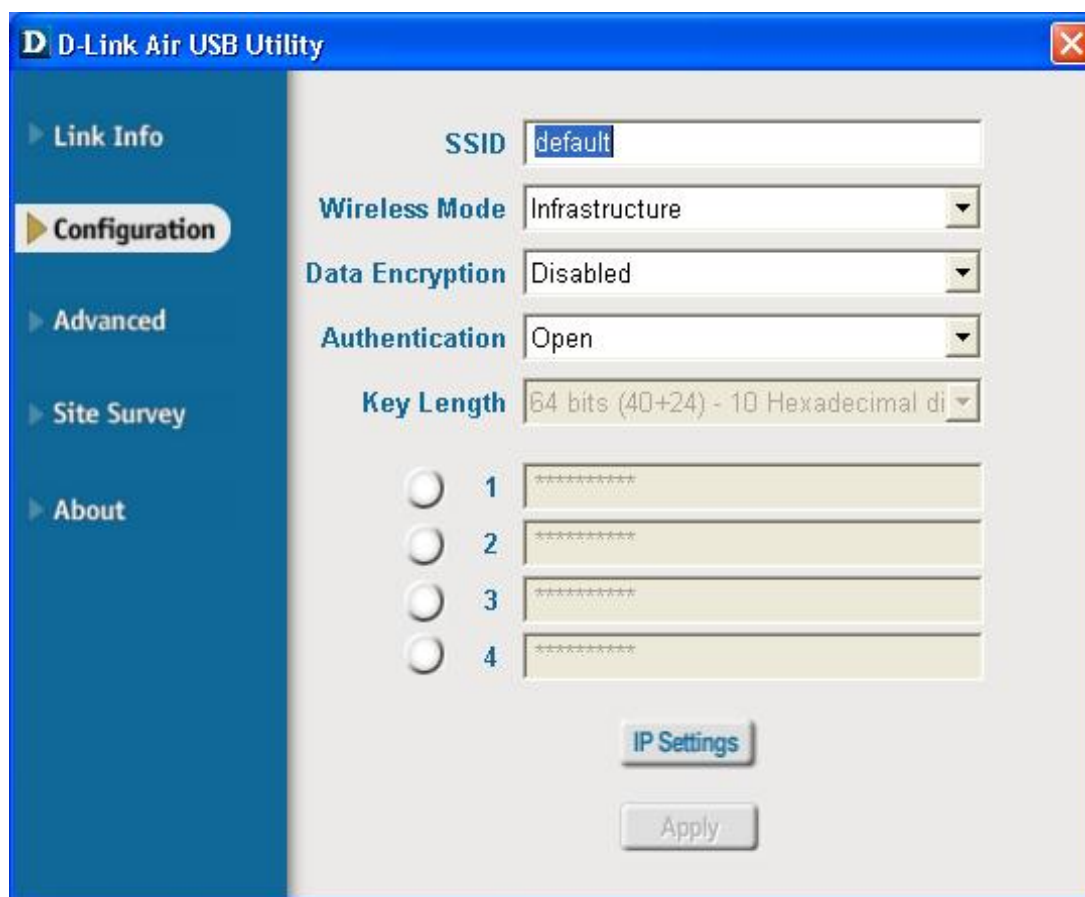 D D-Link Air USB Utility
Link Info
Configuration
Advanced
Site Survey
About
SSID default
Wireless Mode Infrastructure
Data Encryption Disabled
Authentication Open
Key Length 64 bits (40+24) - 10 Hexadecimal di
1 **********
2 **********
3 **********
4 **********
IP Settings
Apply